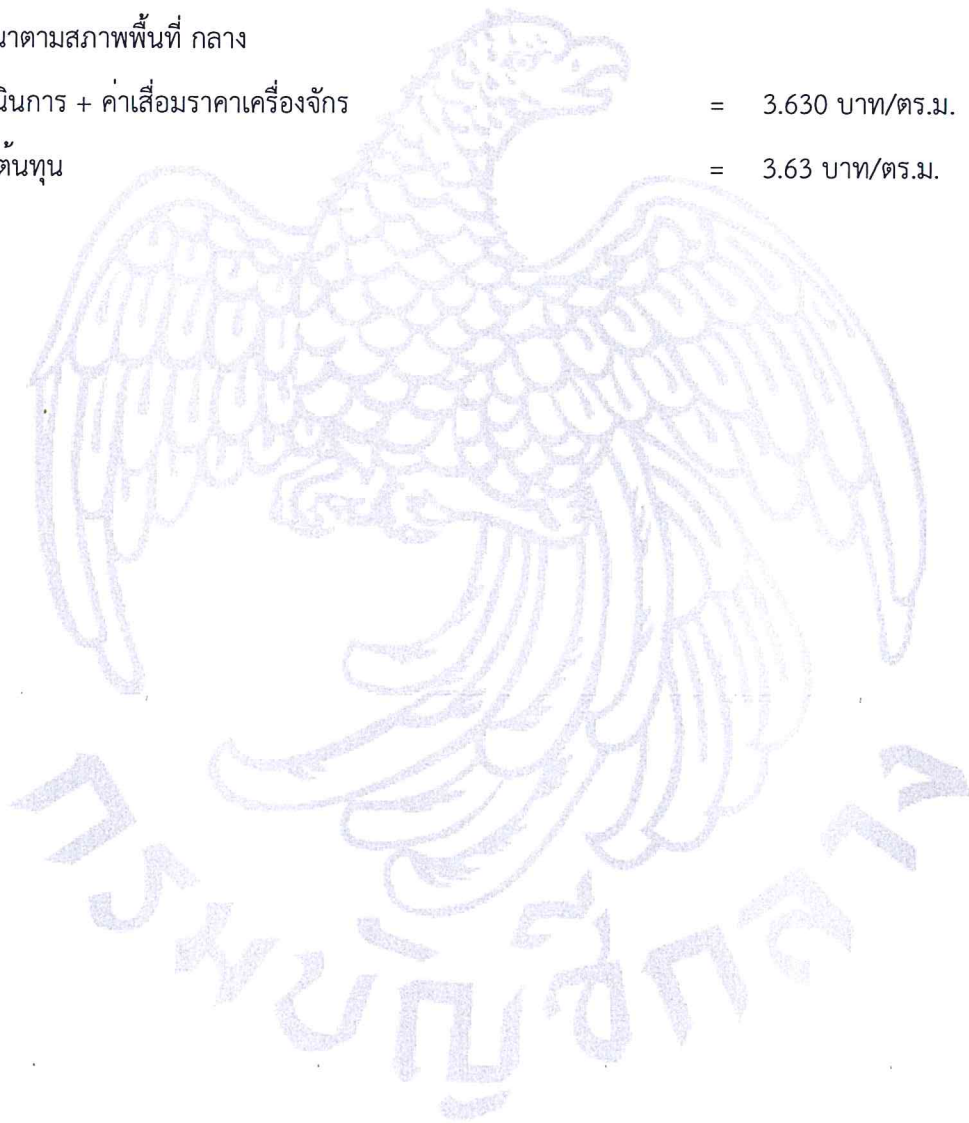 นาตามสภาพพื้นที่ กลาง
นินการ + ค่าเสื่อมราคาเครื่องจักร = 3.630 บาท/ตร.ม.
ต้นทุน = 3.63 บาท/ตร.ม.
กรมบัญชีกลาง